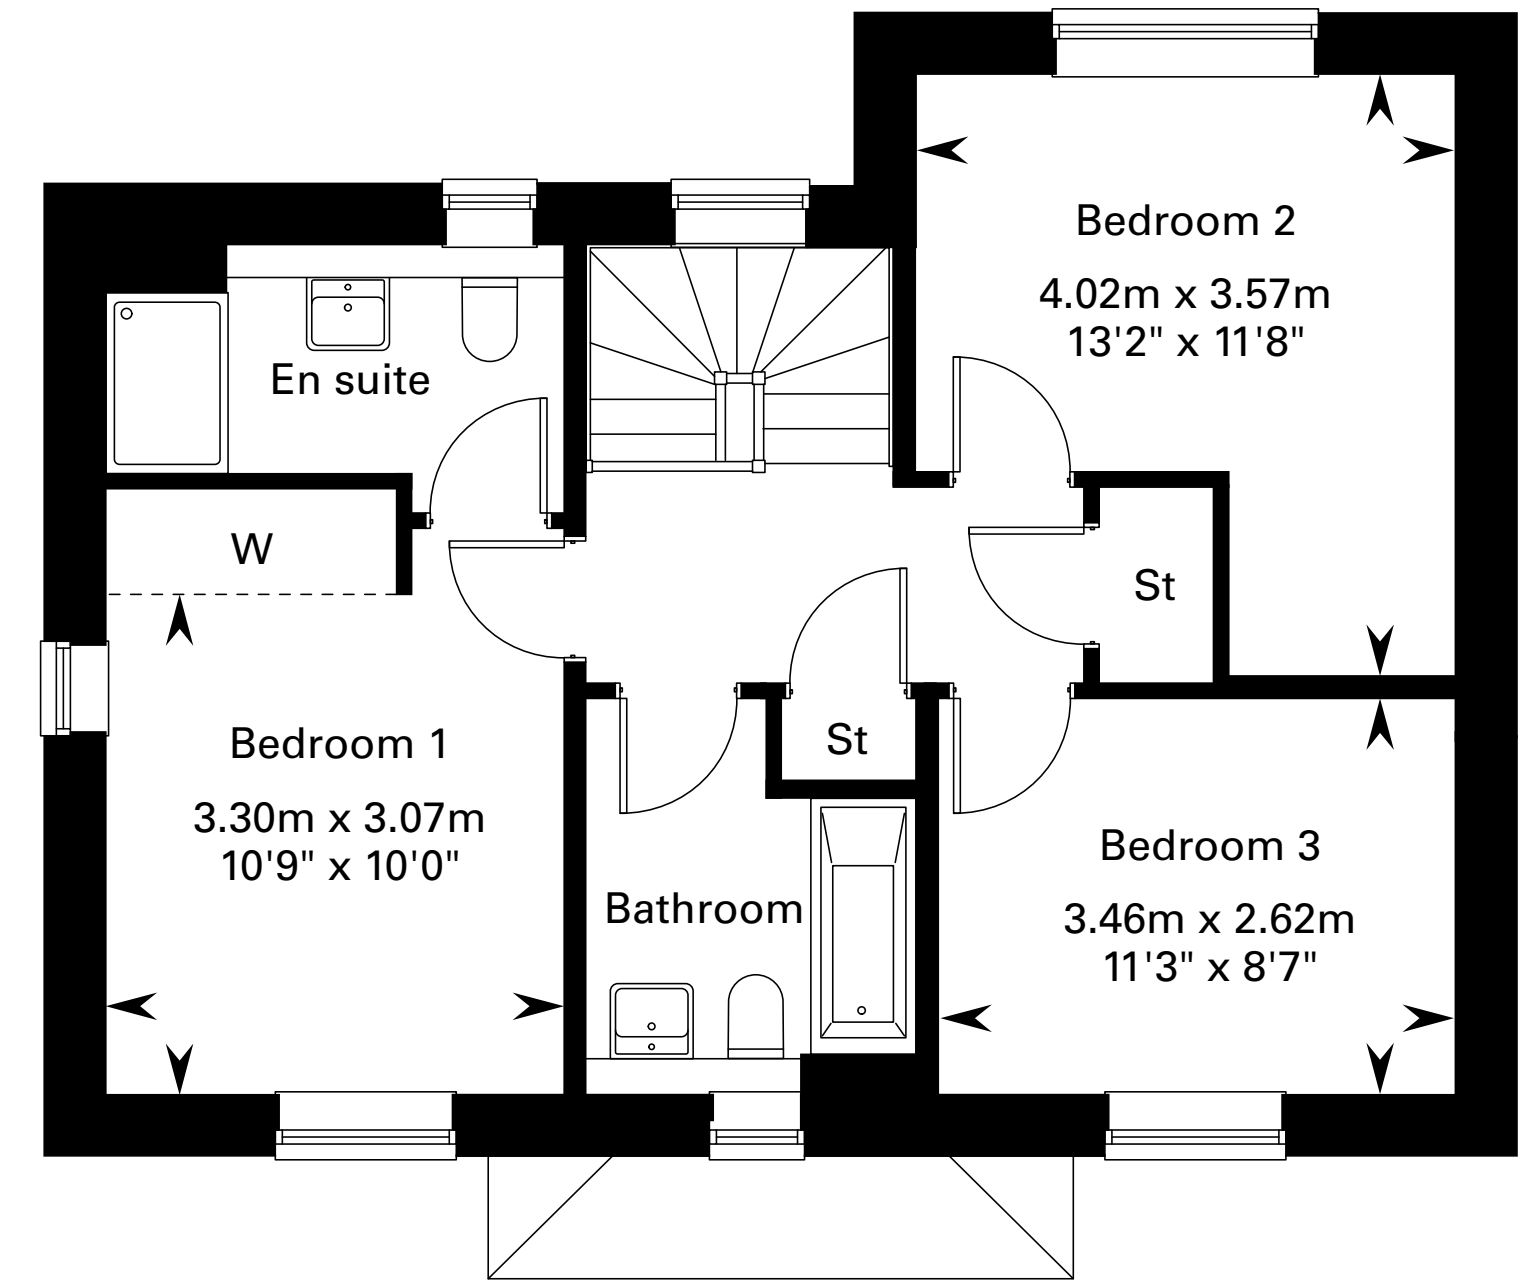 Bedroom 2
4.02m x 3.57m
13'2" x 11'8"
En suite
W
St
Bedroom 1
3.30m x 3.07m
10'9" x 10'0"
St
Bathroom
Bedroom 3
3.46m x 2.62m
11'3" x 8'7"